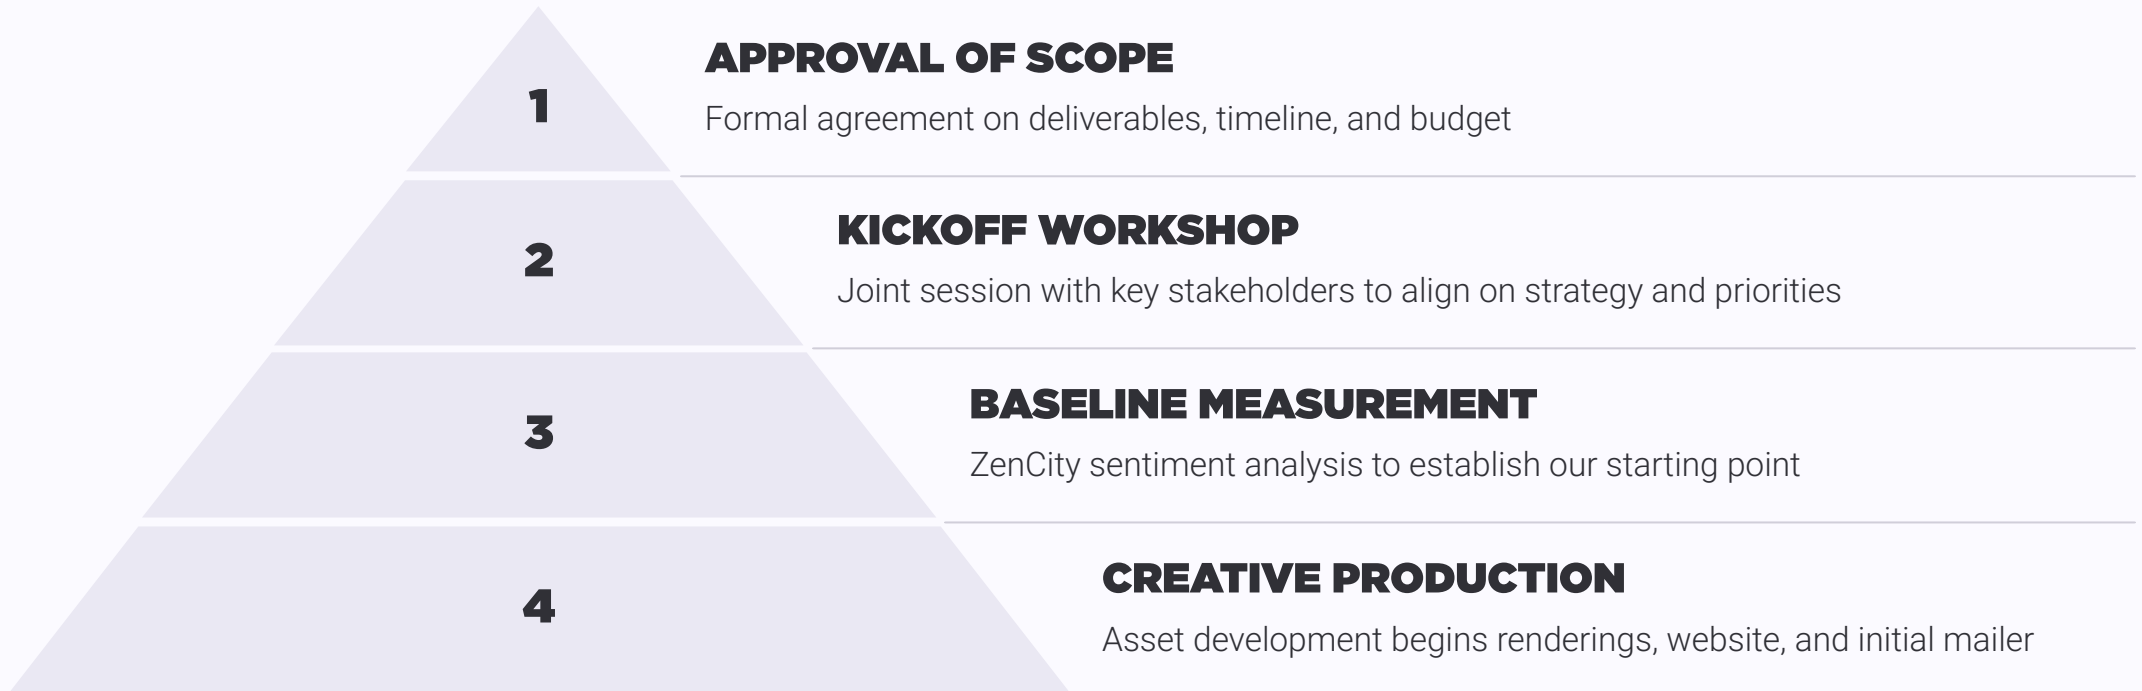 1
APPROVAL OF SCOPE
Formal agreement on deliverables, timeline, and budget
2
KICKOFF WORKSHOP
Joint session with key stakeholders to align on strategy and priorities
3
BASELINE MEASUREMENT
ZenCity sentiment analysis to establish our starting point
4
CREATIVE PRODUCTION
Asset development begins renderings, website, and initial mailer